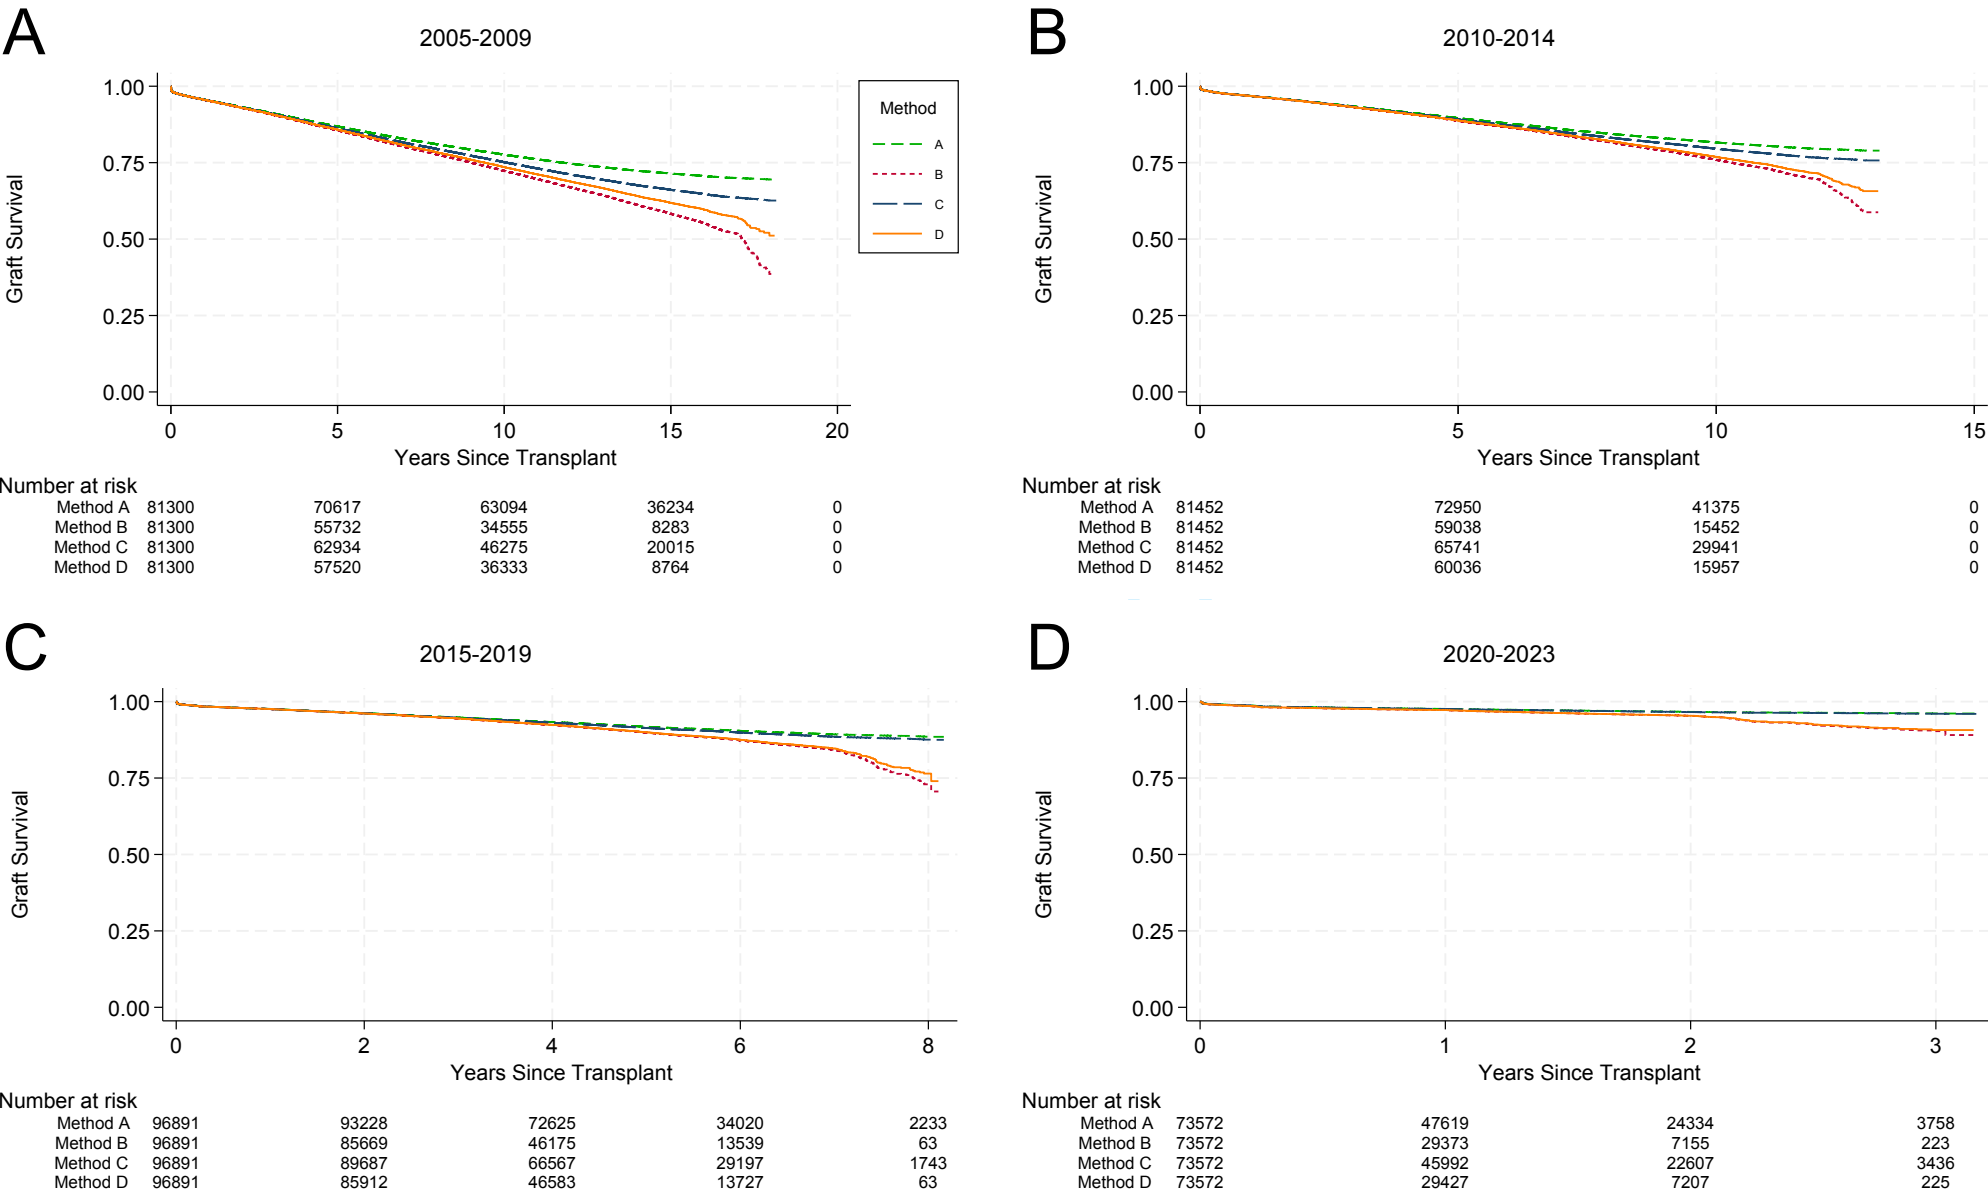 A
2005-2009
1.00
0.75
0.50
0.25
0.00
Graft Survival
0 5 10 15 20
Years Since Transplant
Method
A
B
C
D
Number at risk
Method A 81300 70617 63094 36234 0
Method B 81300 55732 34555 8283 0
Method C 81300 62934 46275 20015 0
Method D 81300 57520 36333 8764 0
B
2010-2014
1.00
0.75
0.50
0.25
0.00
Graft Survival
0 5 10 15
Years Since Transplant
Number at risk
Method A 81452 72950 41375 0
Method B 81452 59038 15452 0
Method C 81452 65741 29941 0
Method D 81452 60036 15957 0
C
2015-2019
1.00
0.75
0.50
0.25
0.00
Graft Survival
0 2 4 6 8
Years Since Transplant
Number at risk
Method A 96891 93228 72625 34020 2233
Method B 96891 85669 46175 13539 63
Method C 96891 89687 66567 29197 1743
Method D 96891 85912 46583 13727 63
D
2020-2023
1.00
0.75
0.50
0.25
0.00
Graft Survival
0 1 2 3
Years Since Transplant
Number at risk
Method A 73572 47619 24334 3758
Method B 73572 29373 7155 223
Method C 73572 45992 22607 3436
Method D 73572 29427 7207 225